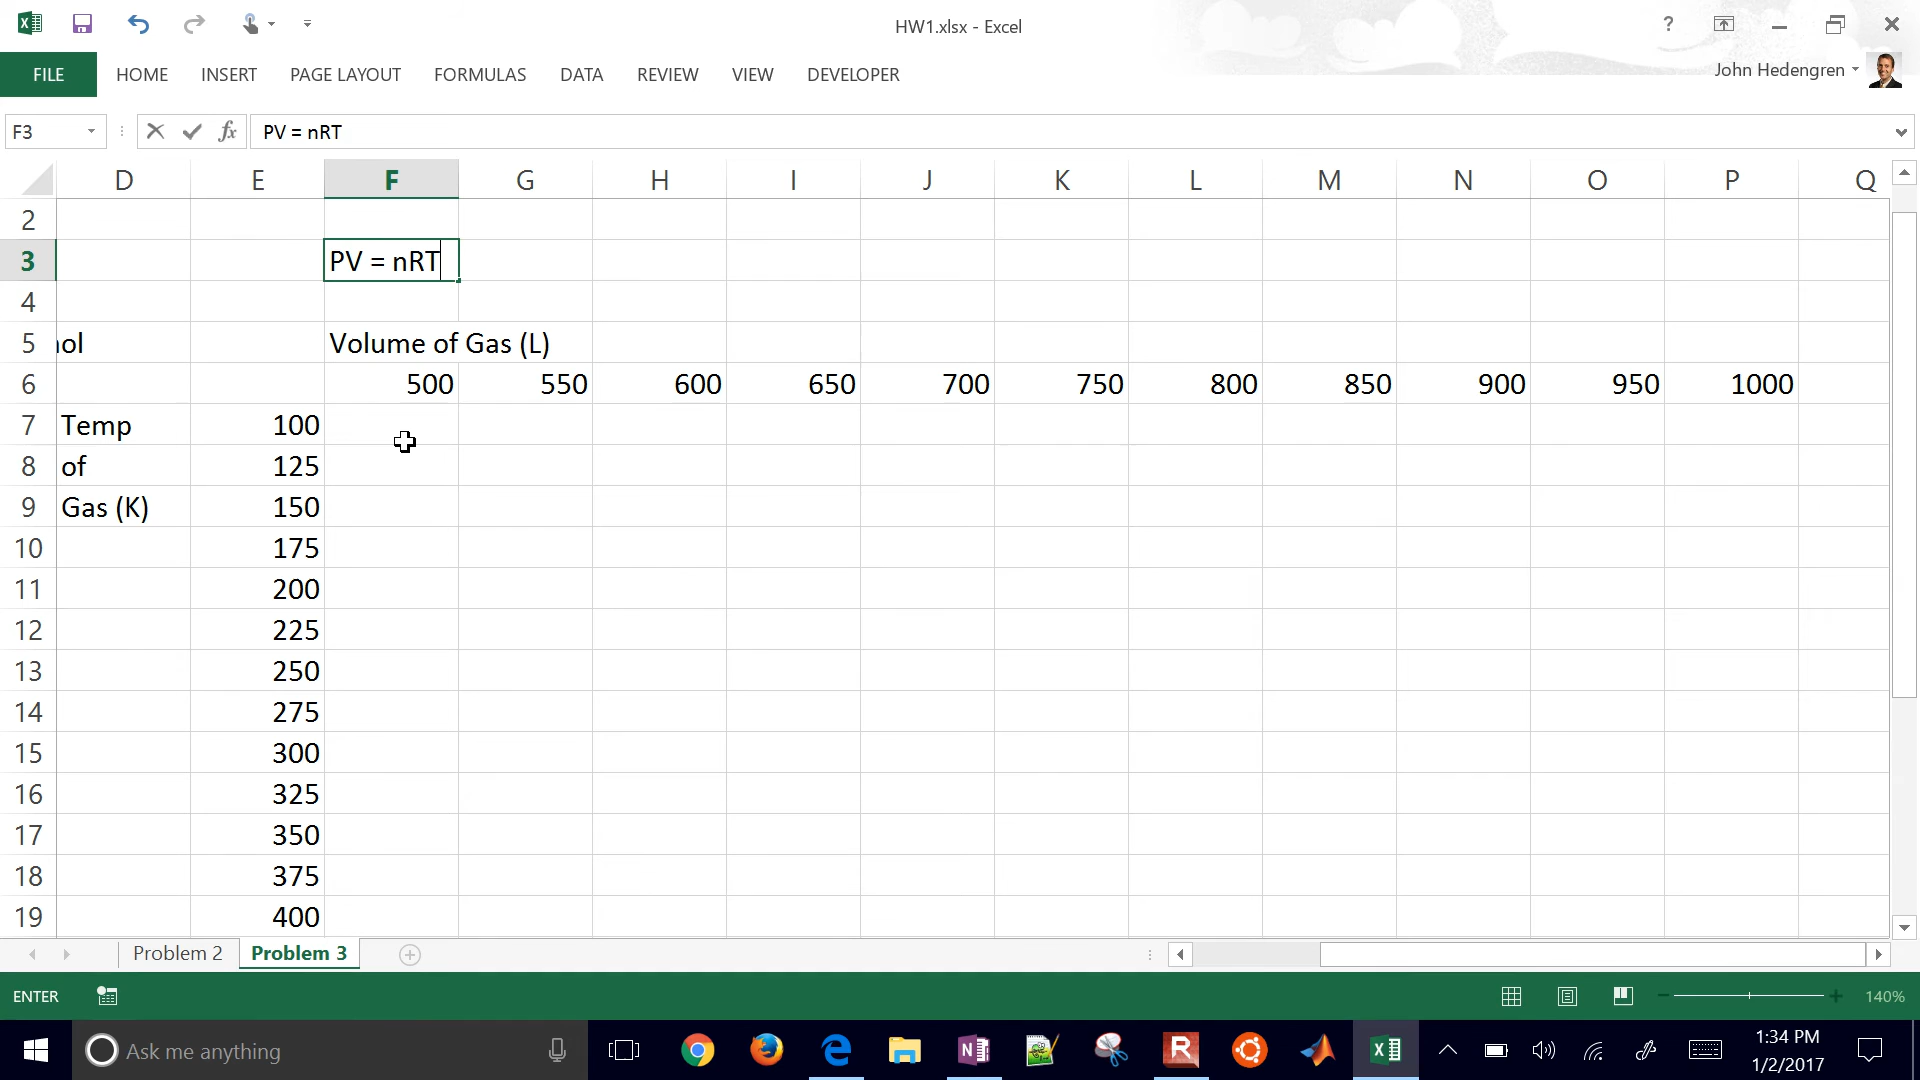 HW1.xlsx - Excel
?
FILE HOME INSERT PAGE LAYOUT FORMULAS DATA REVIEW VIEW DEVELOPER
John Hedengren
F3 fx PV = nRT
D E F G H I J K L M N O P Q
2
3 PV = nRT
4
5 ol Volume of Gas (L)
6 500 550 600 650 700 750 800 850 900 950 1000
7 Temp 100
8 of 125
9 Gas (K) 150
10 175
11 200
12 225
13 250
14 275
15 300
16 325
17 350
18 375
19 400
Problem 2 Problem 3
ENTER 140%
Ask me anything
1:34 PM
1/2/2017